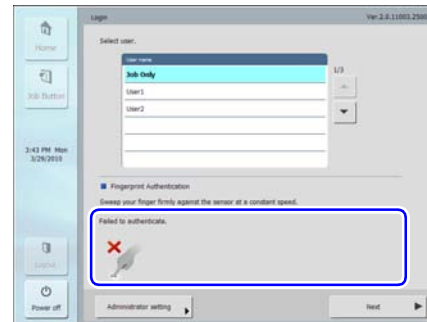 Login
Ver 2.0.11003.2500
Home
Job Button
3:43 PM Mon
3/29/2010
Logout
Power off
Select user.
User name
Job Only
User1
User2
1/3
Fingerprint Authentication
Sweep your finger firmly against the sensor at a constant speed.
Failed to authenticate.
Administrator setting
Next